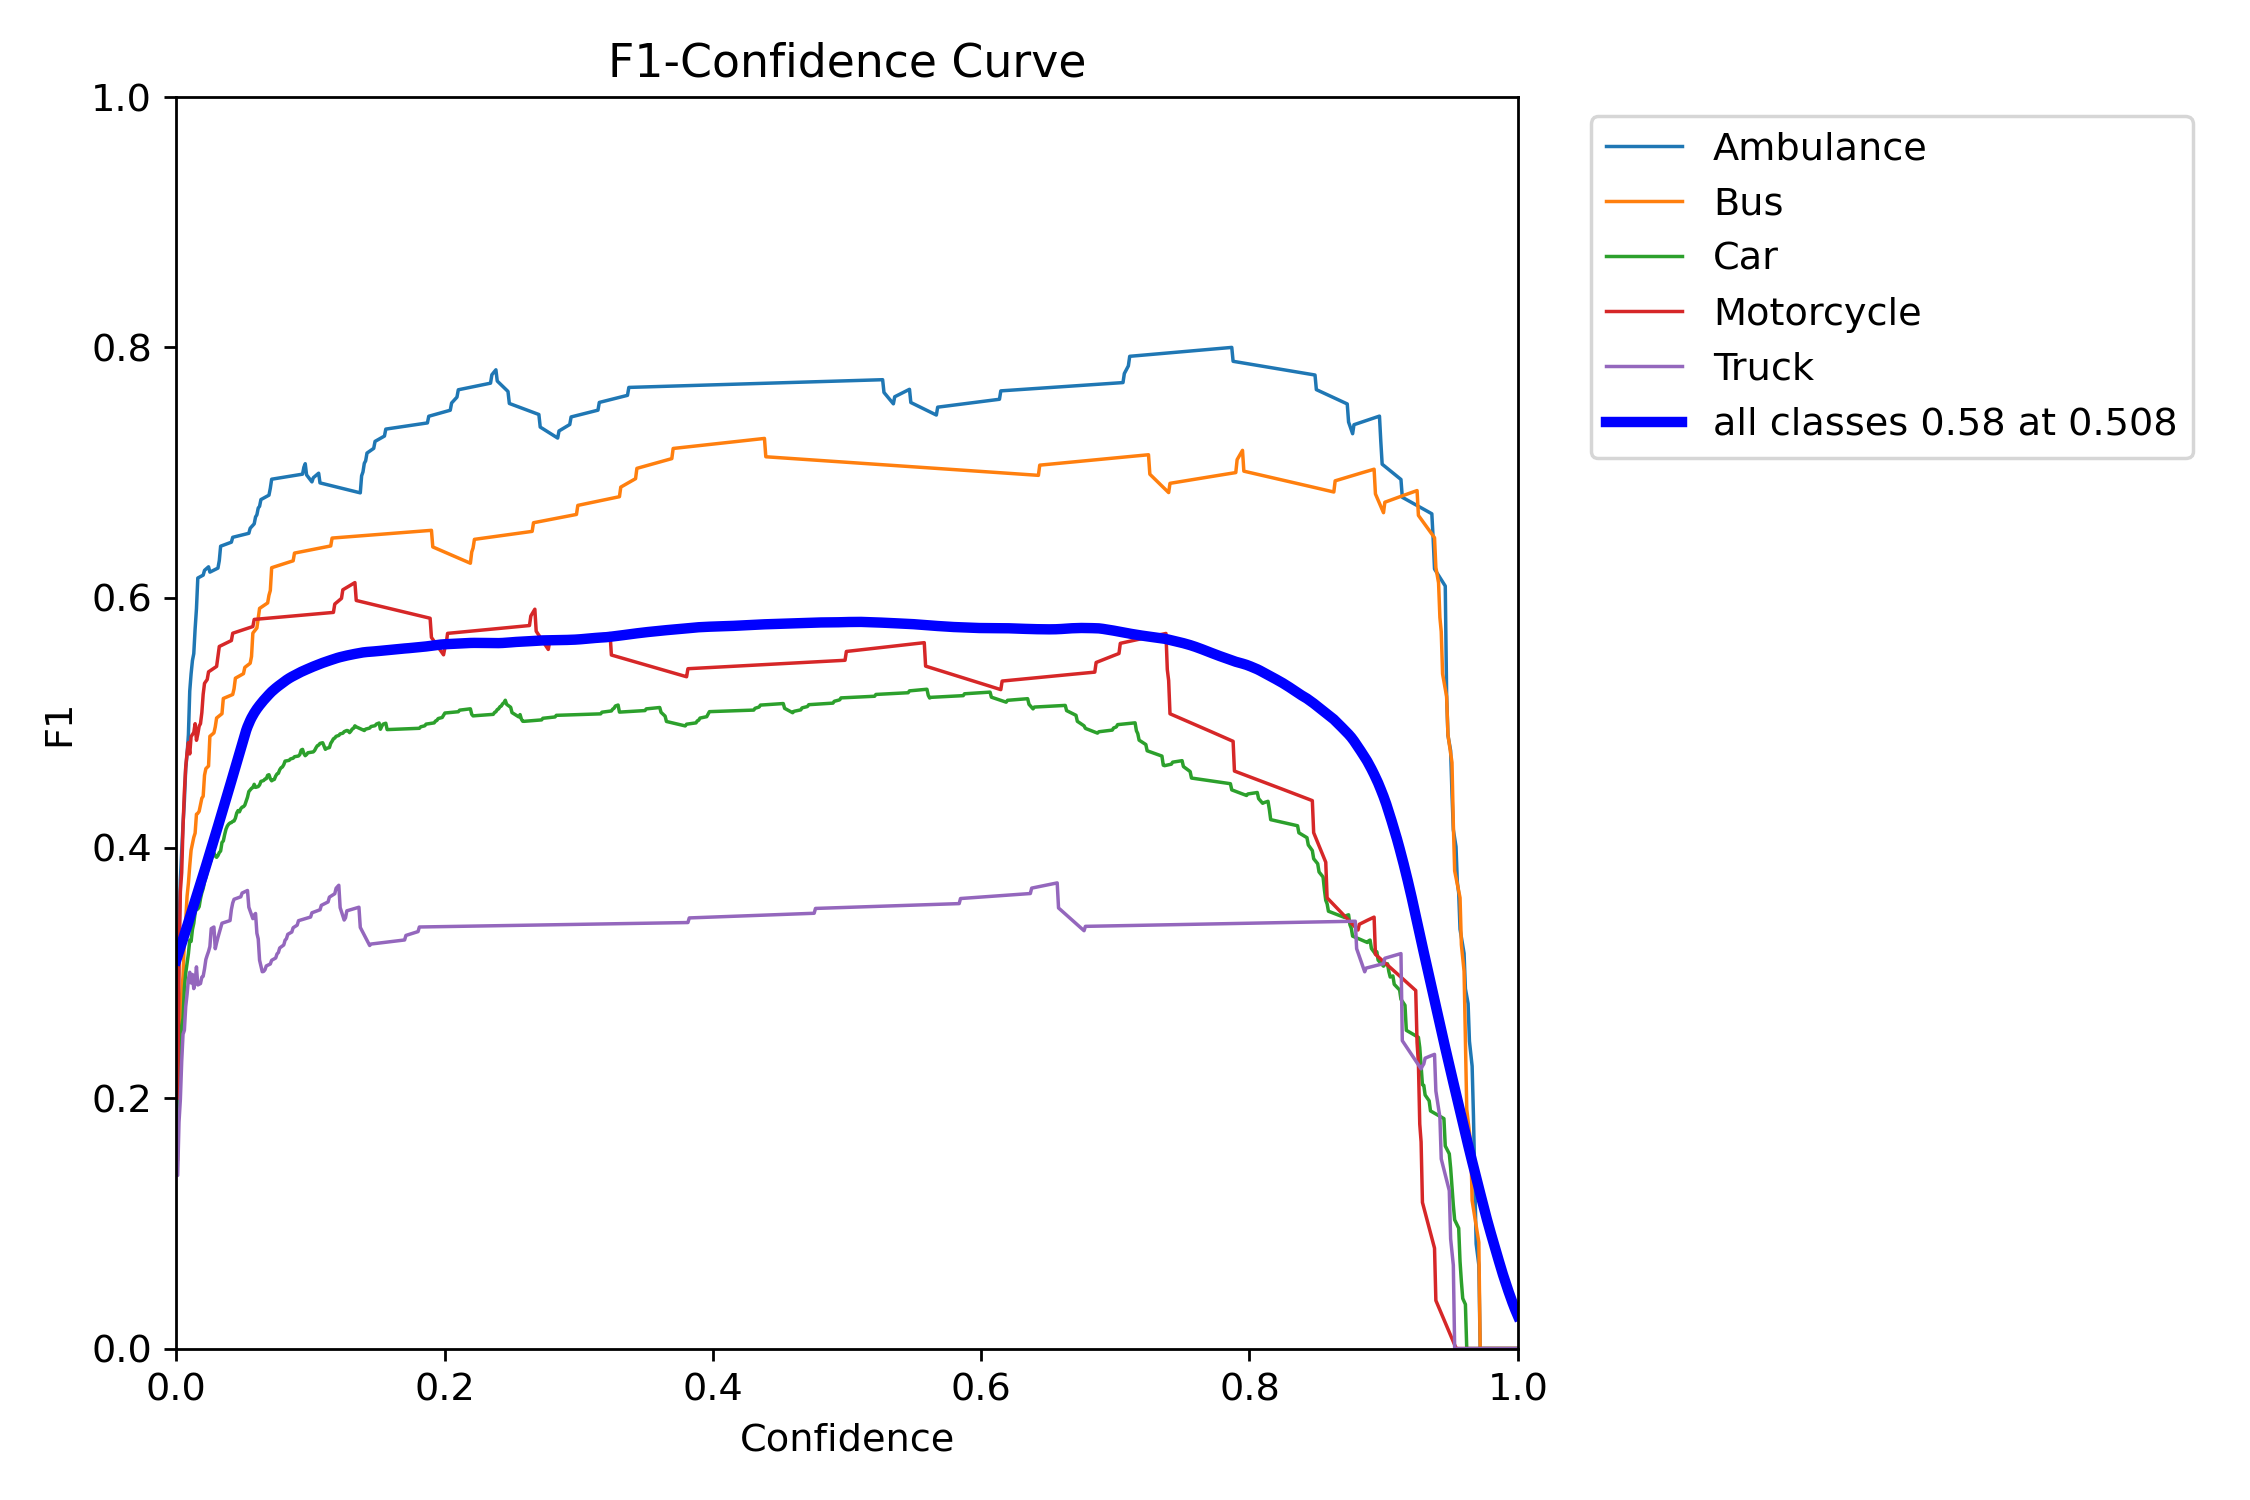 F1-Confidence Curve
1.0
0.8
0.6
0.4
0.2
0.0
F1
0.0 0.2 0.4 0.6 0.8 1.0
Confidence
Ambulance
Bus
Car
Motorcycle
Truck
all classes 0.58 at 0.508